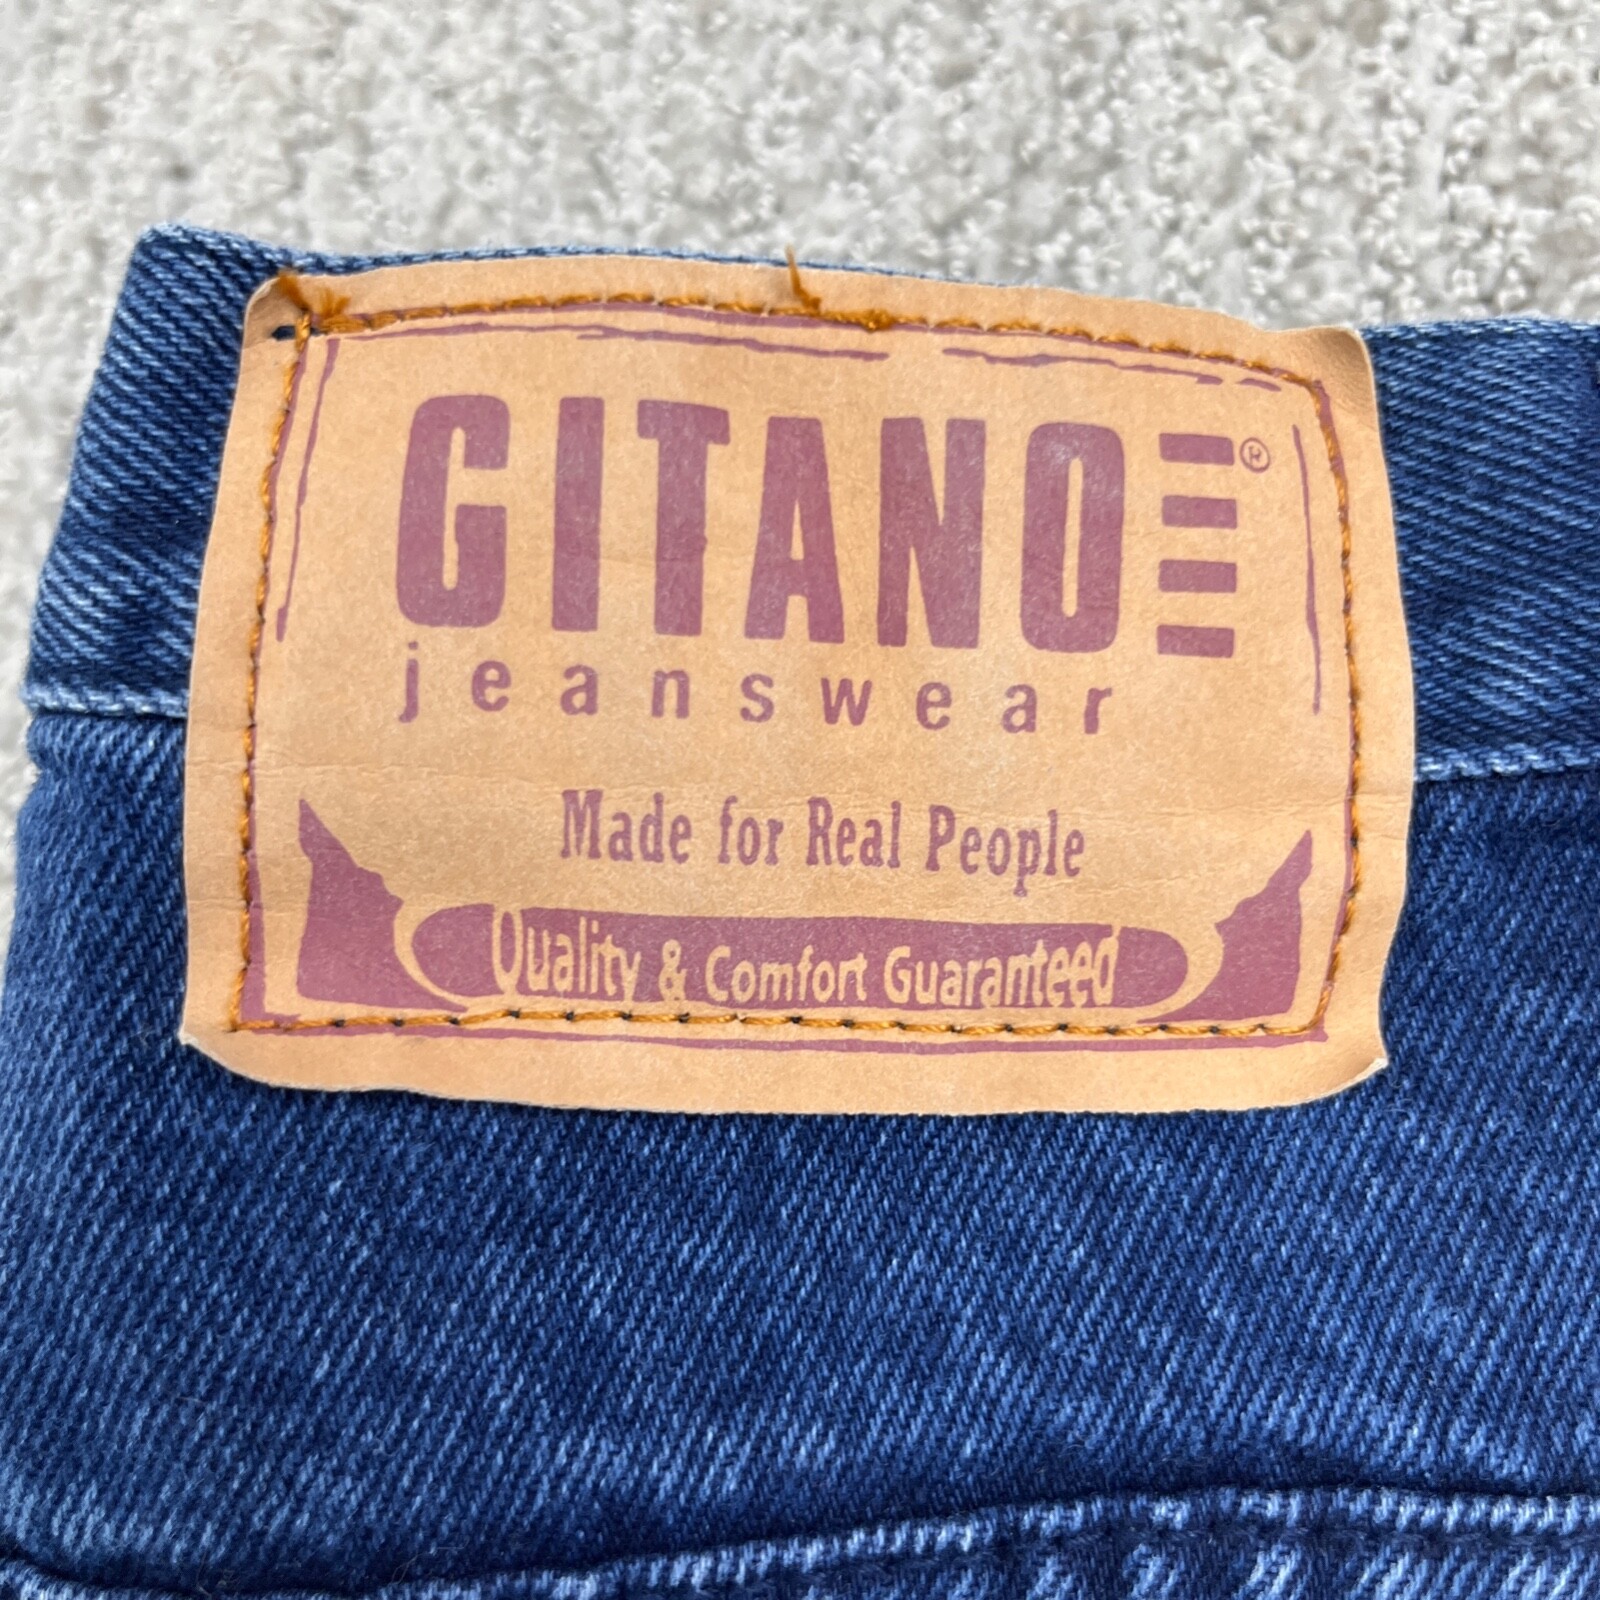 GITANO ®
jeanswear
Made for Real People
Quality & Comfort Guaranteed